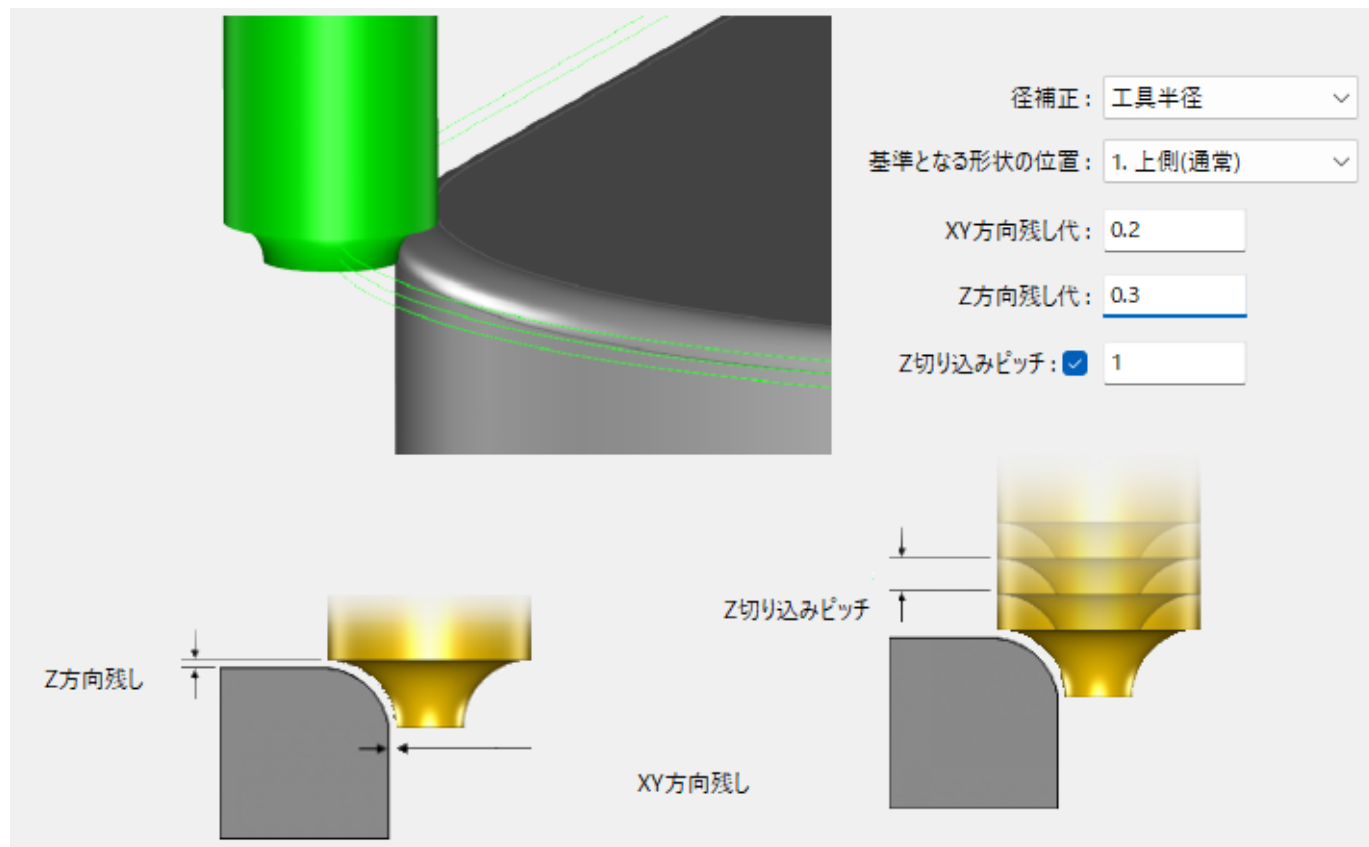 径補正： 工具半径
基準となる形状の位置： 1. 上側(通常)
XY方向残し代： 0.2
Z方向残し代： 0.3
Z切り込みピッチ： 1
Z切り込みピッチ
Z方向残し
XY方向残し